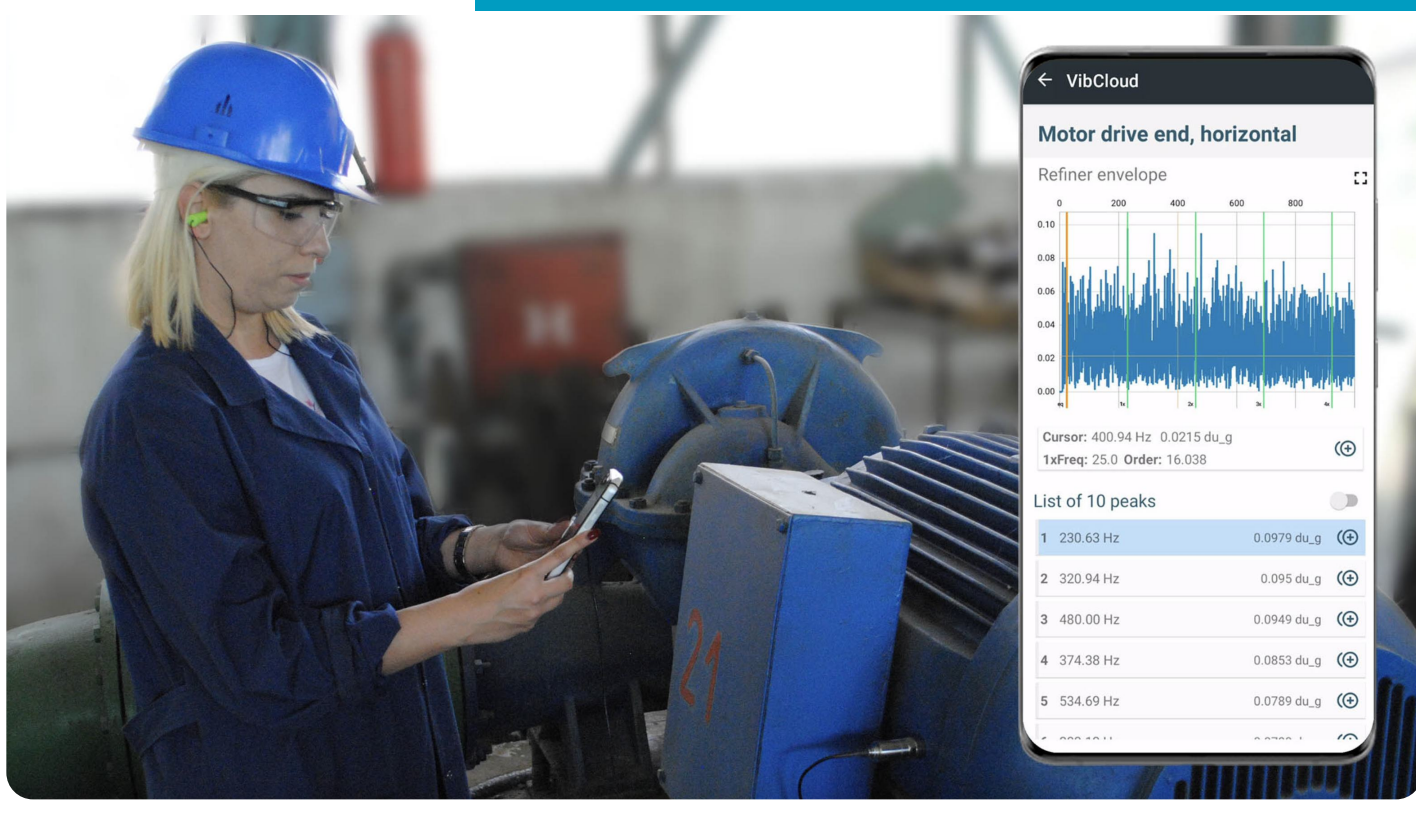 VibCloud
Motor drive end, horizontal
Refiner envelope
0 200 400 600 800
0.10
0.08
0.06
0.04
0.02
0.00
1x 2x 3x 4x
Cursor: 400.94 Hz 0.0215 du_g
1xFreq: 25.0 Order: 16.038
List of 10 peaks
1 230.63 Hz 0.0979 du_g
2 320.94 Hz 0.095 du_g
3 480.00 Hz 0.0949 du_g
4 374.38 Hz 0.0853 du_g
5 534.69 Hz 0.0789 du_g
21